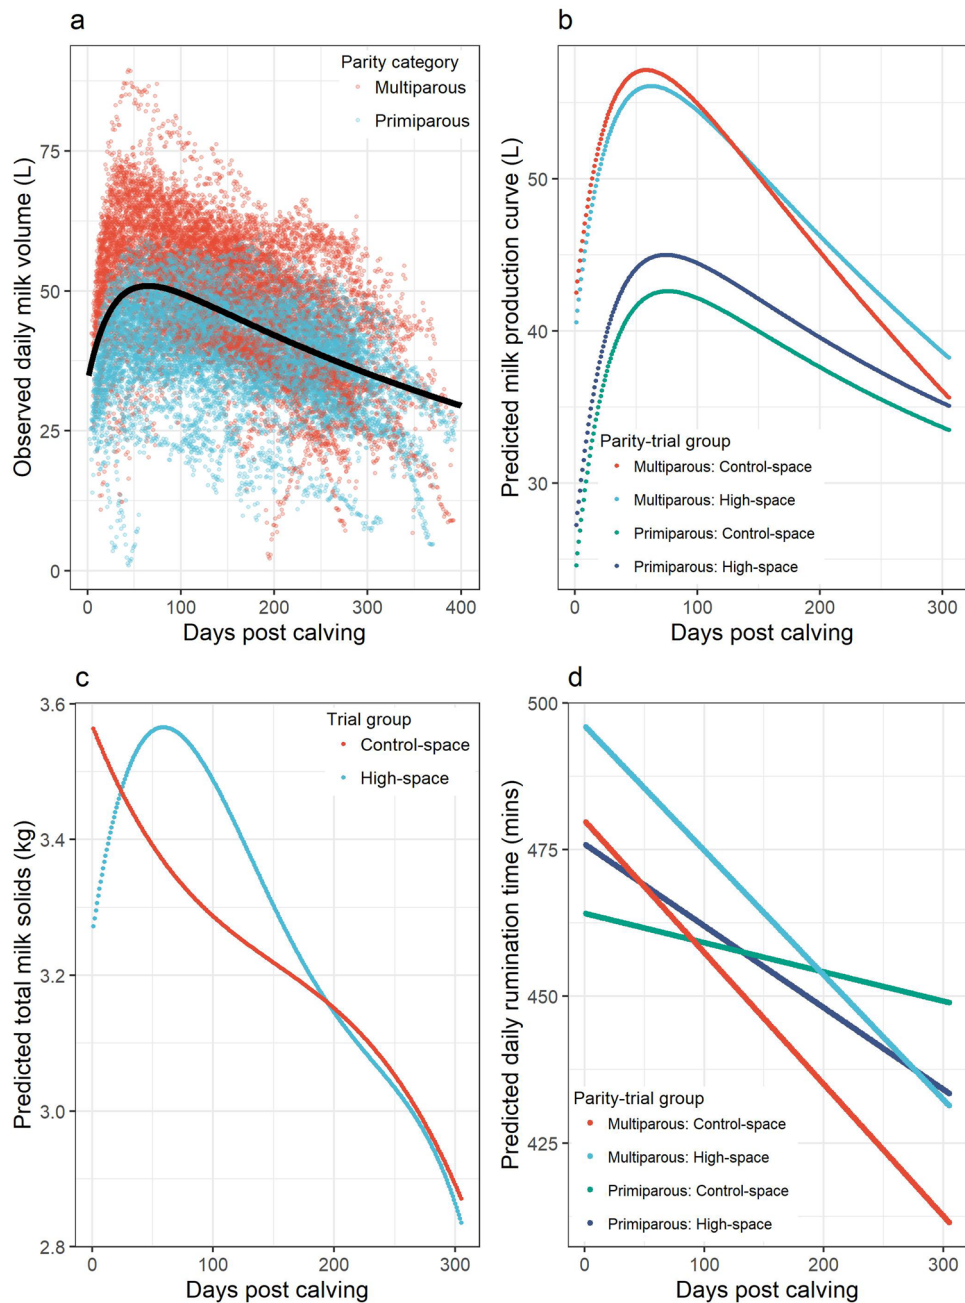 a
Parity category
Multiparous
Primiparous
Observed daily milk volume (L)
75
50
25
0
0 100 200 300 400
Days post calving
b
Predicted milk production curve (L)
50
40
30
Parity-trial group
Multiparous: Control-space
Multiparous: High-space
Primiparous: Control-space
Primiparous: High-space
0 100 200 300
Days post calving
c
Trial group
Control-space
High-space
Predicted total milk solids (kg)
3.6
3.4
3.2
3.0
2.8
0 100 200 300
Days post calving
d
Predicted daily rumination time (mins)
500
475
450
425
Parity-trial group
Multiparous: Control-space
Multiparous: High-space
Primiparous: Control-space
Primiparous: High-space
0 100 200 300
Days post calving